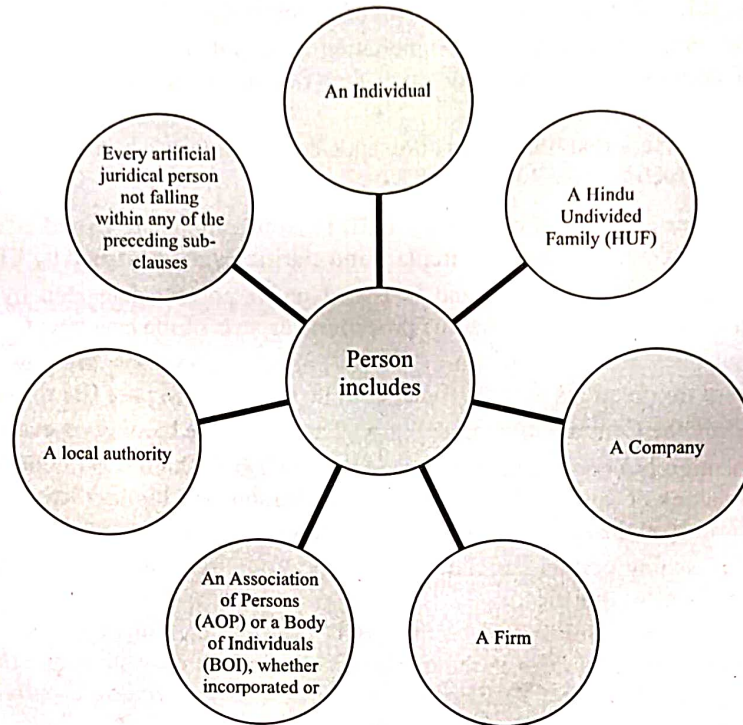 An Individual
A Hindu
Undivided
Family (HUF)
A Company
A Firm
An Association
of Persons
(AOP) or a Body
of Individuals
(BOI), whether
incorporated or
A local authority
Every artificial
juridical person
not falling
within any of the
preceding sub-
clauses
Person
includes